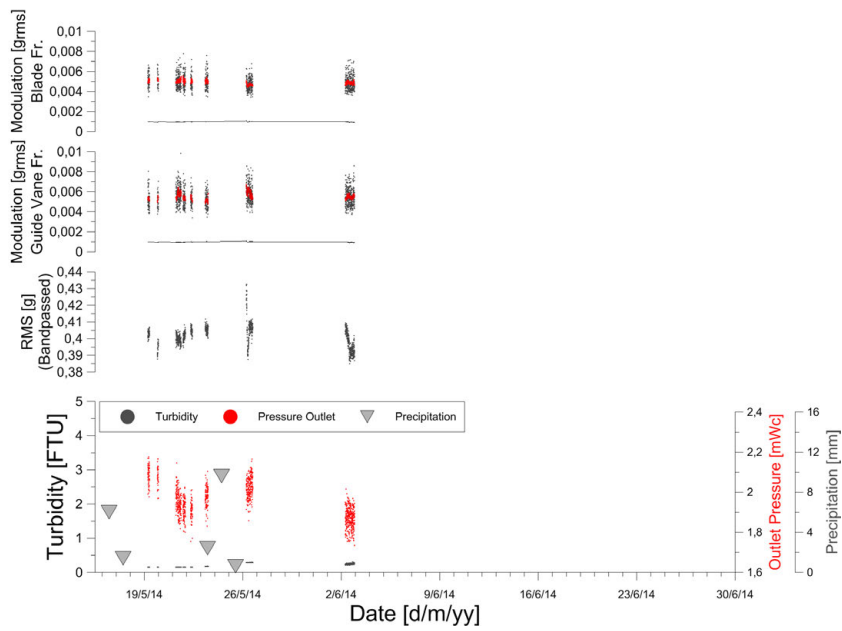 Modulation [grms]
Blade Fr.
0,01
0,008
0,006
0,004
0,002
0
Modulation [grms]
Guide Vane Fr.
0,01
0,008
0,006
0,004
0,002
0
RMS [g]
(Bandpassed)
0,44
0,43
0,42
0,41
0,4
0,39
0,38
Turbidity [FTU]
5
4
3
2
1
0
Turbidity Pressure Outlet Precipitation
2,4
2,2
2
1,8
1,6
Outlet Pressure [mWc]
16
12
8
4
0
Precipitation [mm]
19/5/14 26/5/14 2/6/14 9/6/14 16/6/14 23/6/14 30/6/14
Date [d/m/yy]